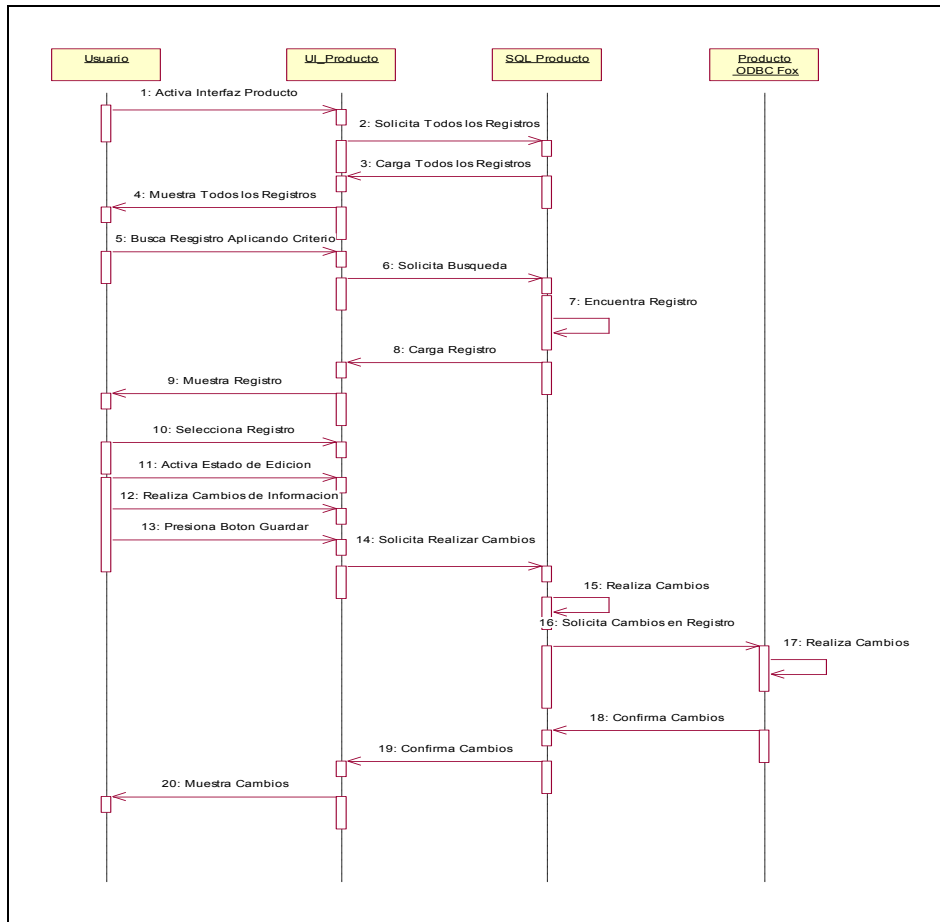 Usuario
UI_Producto
SQL Producto
Producto
ODBC Fox
1: Activa Interfaz Producto
2: Solicita Todos los Registros
3: Carga Todos los Registros
4: Muestra Todos los Registros
5: Busca Resgistro Aplicando Criterio
6: Solicita Busqueda
7: Encuentra Registro
8: Carga Registro
9: Muestra Registro
10: Selecciona Registro
11: Activa Estado de Edicion
12: Realiza Cambios de Informacion
13: Presiona Boton Guardar
14: Solicita Realizar Cambios
15: Realiza Cambios
16: Solicita Cambios en Registro
17: Realiza Cambios
18: Confirma Cambios
19: Confirma Cambios
20: Muestra Cambios